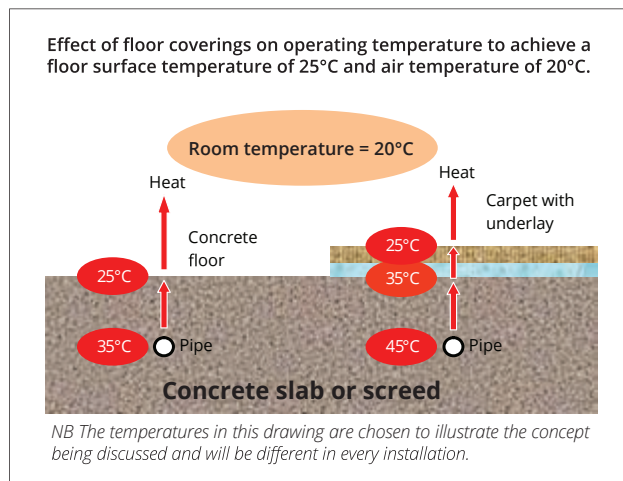 Effect of floor coverings on operating temperature to achieve a
floor surface temperature of 25°C and air temperature of 20°C.
Room temperature = 20°C
Heat
Heat
Concrete
floor
Carpet with
underlay
25°C
25°C
35°C
35°C
Pipe
45°C
Pipe
Concrete slab or screed
NB The temperatures in this drawing are chosen to illustrate the concept
being discussed and will be different in every installation.